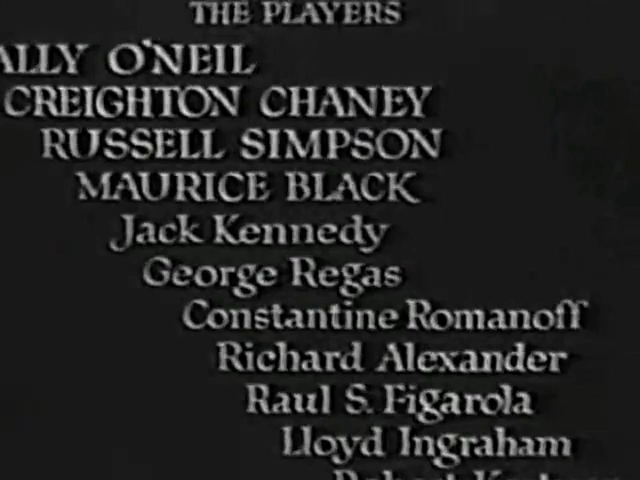 THE PLAYERS
ALLY O'NEIL
CREIGHTON CHANEY
RUSSELL SIMPSON
MAURICE BLACK
Jack Kennedy
George Regas
Constantine Romanoff
Richard Alexander
Raul S. Figarola
Lloyd Ingraham